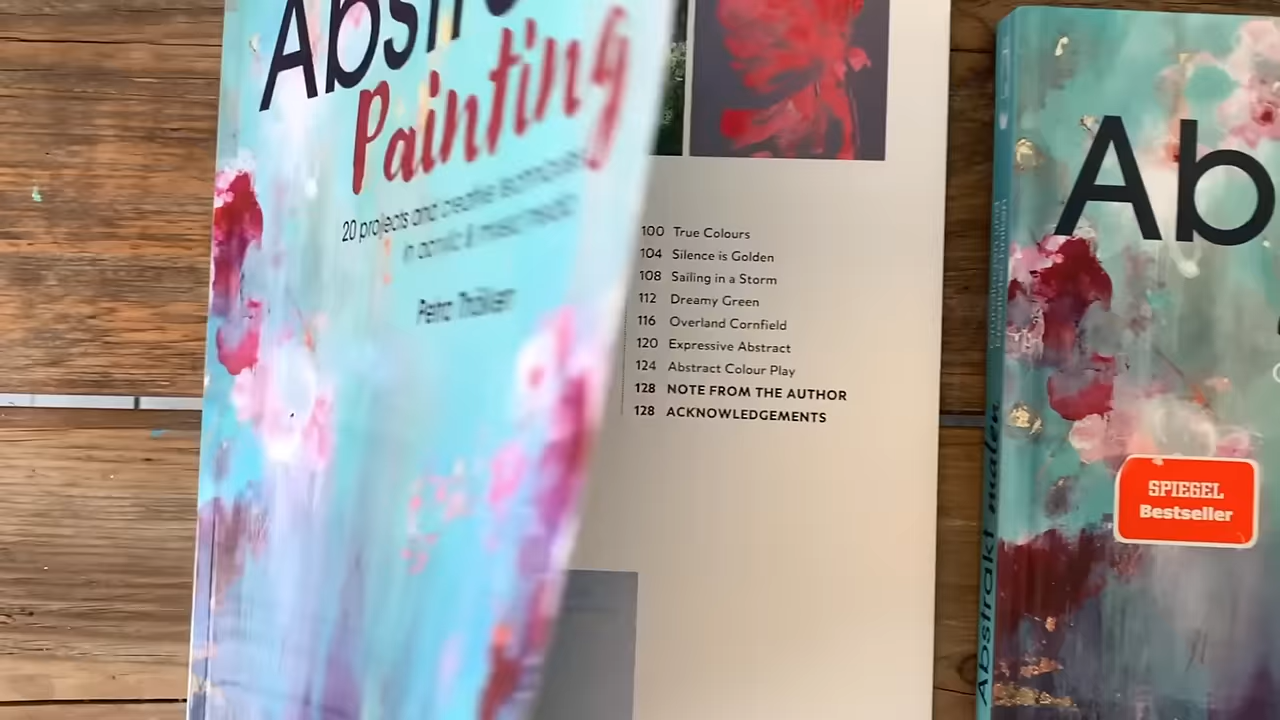 Abstra
Painting
20 projects and creative techniques
in acrylic & mixed media
Petra Thölken
100 True Colours
104 Silence is Golden
108 Sailing in a Storm
112 Dreamy Green
116 Overland Cornfield
120 Expressive Abstract
124 Abstract Colour Play
128 NOTE FROM THE AUTHOR
128 ACKNOWLEDGEMENTS
Ab
SPIEGEL
Bestseller
Abstrakt malen